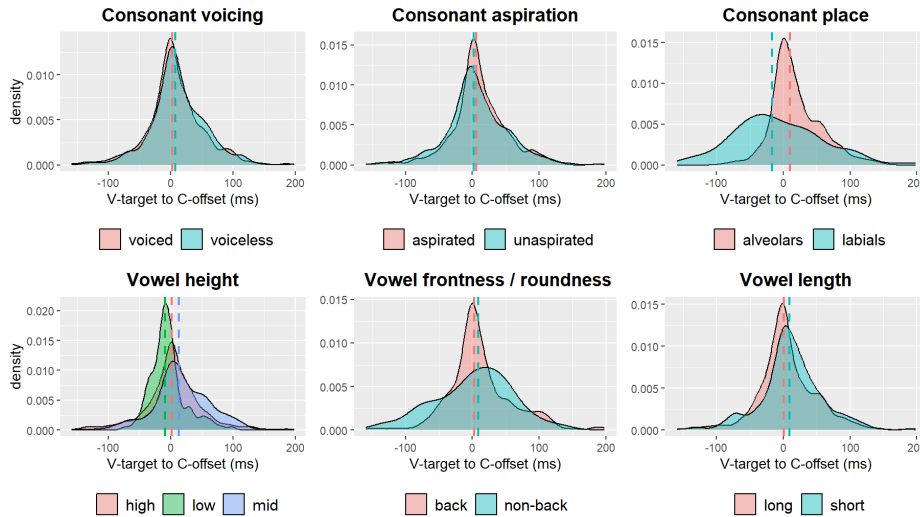 Consonant voicing
Consonant aspiration
Consonant place
density
0.010
0.005
0.000
-100 0 100 200
V-target to C-offset (ms)
voiced voiceless
0.015
0.010
0.005
0.000
-100 0 100 200
V-target to C-offset (ms)
aspirated unaspirated
0.015
0.010
0.005
0.000
-100 0 100 200
V-target to C-offset (ms)
alveolars labials
Vowel height
Vowel frontness / roundness
Vowel length
density
0.020
0.015
0.010
0.005
0.000
-100 0 100 200
V-target to C-offset (ms)
high low mid
0.015
0.010
0.005
0.000
-100 0 100 200
V-target to C-offset (ms)
back non-back
0.015
0.010
0.005
0.000
-100 0 100 200
V-target to C-offset (ms)
long short